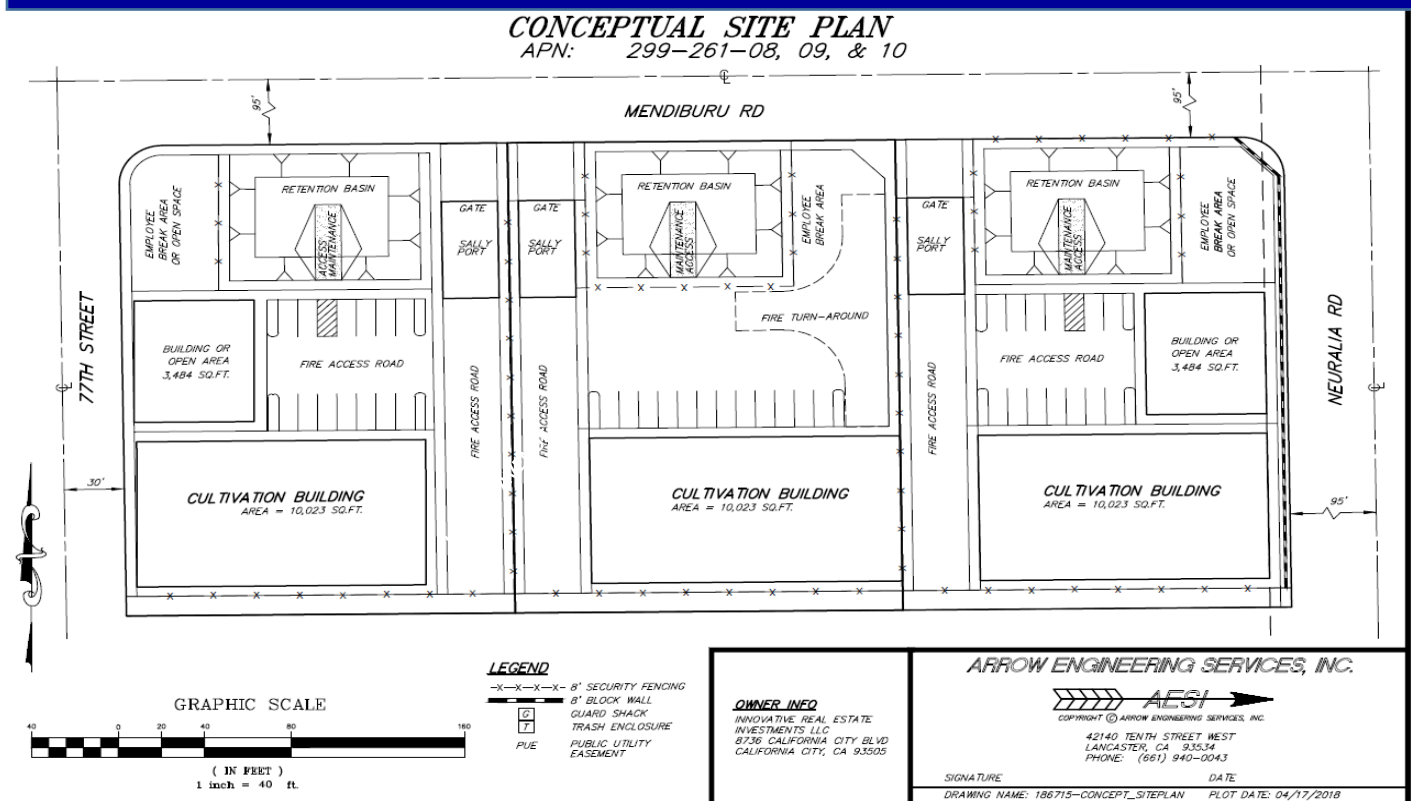 CONCEPTUAL SITE PLAN
APN: 299-261-08, 09, & 10
℄
95'
95'
MENDIBURU RD
EMPLOYEE
BREAK AREA
OR OPEN SPACE
RETENTION BASIN
ACCESS
MAINTENANCE
GATE
SALLY
PORT
GATE
SALLY
PORT
RETENTION BASIN
MAINTENANCE
ACCESS
EMPLOYEE
BREAK AREA
GATE
SALLY
PORT
RETENTION BASIN
MAINTENANCE
ACCESS
EMPLOYEE
BREAK AREA
OR OPEN SPACE
77TH STREET
℄
BUILDING OR
OPEN AREA
3,484 SQ.FT.
FIRE ACCESS ROAD
FIRE ACCESS ROAD
FIRE ACCESS ROAD
FIRE TURN-AROUND
FIRE ACCESS ROAD
FIRE ACCESS ROAD
BUILDING OR
OPEN AREA
3,484 SQ.FT.
NEURALIA RD
℄
30'
CULTIVATION BUILDING
AREA = 10,023 SQ.FT.
CULTIVATION BUILDING
AREA = 10,023 SQ.FT.
CULTIVATION BUILDING
AREA = 10,023 SQ.FT.
95'
GRAPHIC SCALE
40 0 20 40 80 160
( IN FEET )
1 inch = 40 ft.
LEGEND
-X-X-X-X- 8' SECURITY FENCING
8' BLOCK WALL
G GUARD SHACK
T TRASH ENCLOSURE
PUE PUBLIC UTILITY
EASEMENT
OWNER INFO
INNOVATIVE REAL ESTATE
INVESTMENTS LLC
8736 CALIFORNIA CITY BLVD
CALIFORNIA CITY, CA 93505
ARROW ENGINEERING SERVICES, INC.
AESI
COPYRIGHT © ARROW ENGINEERING SERVICES, INC.
42140 TENTH STREET WEST
LANCASTER, CA 93534
PHONE: (661) 940-0043
SIGNATURE DATE
DRAWING NAME: 186715-CONCEPT_SITEPLAN PLOT DATE: 04/17/2018